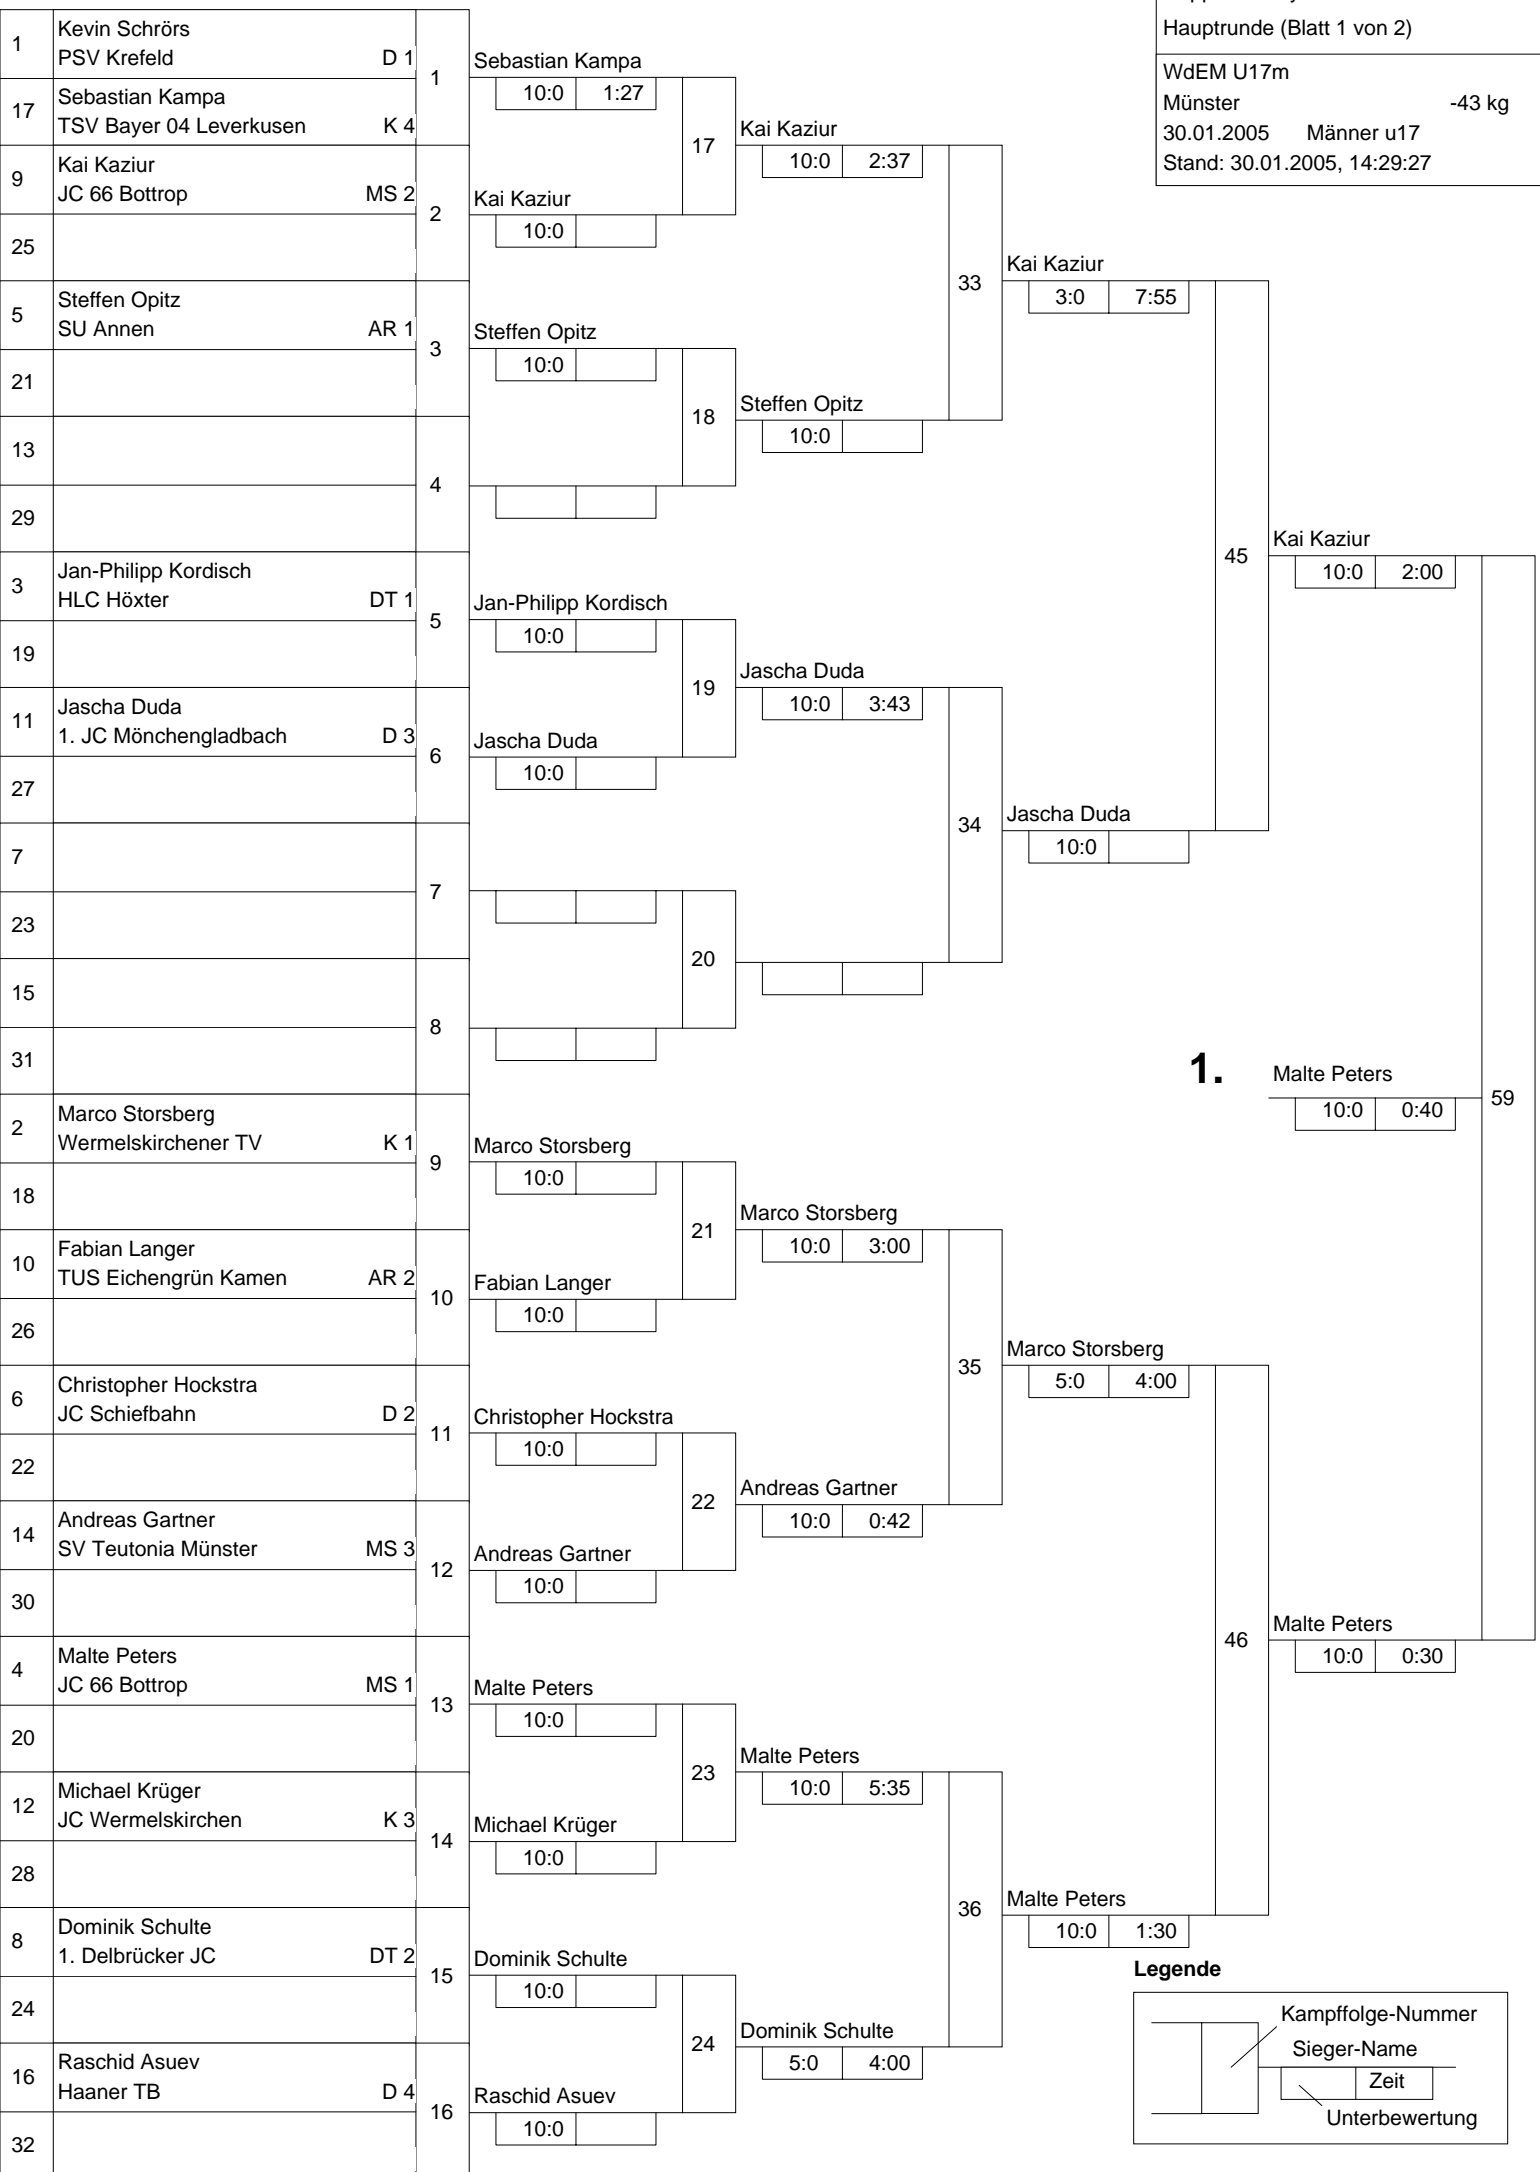 Hauptrunde (Blatt 1 von 2)
WdEM U17m
Münster -43 kg
30.01.2005 Männer u17
Stand: 30.01.2005, 14:29:27
1 Kevin Schrörs
PSV Krefeld D 1
17 Sebastian Kampa
TSV Bayer 04 Leverkusen K 4
9 Kai Kaziur
JC 66 Bottrop MS 2
25
5 Steffen Opitz
SU Annen AR 1
21
13
29
3 Jan-Philipp Kordisch
HLC Höxter DT 1
19
11 Jascha Duda
1. JC Mönchengladbach D 3
27
7
23
15
31
2 Marco Storsberg
Wermelskirchener TV K 1
18
10 Fabian Langer
TUS Eichengrün Kamen AR 2
26
6 Christopher Hockstra
JC Schiefbahn D 2
22
14 Andreas Gartner
SV Teutonia Münster MS 3
30
4 Malte Peters
JC 66 Bottrop MS 1
20
12 Michael Krüger
JC Wermelskirchen K 3
28
8 Dominik Schulte
1. Delbrücker JC DT 2
24
16 Raschid Asuev
Haaner TB D 4
32
1
Sebastian Kampa
10:0 1:27
2
Kai Kaziur
10:0
3
Steffen Opitz
10:0
4
5
Jan-Philipp Kordisch
10:0
6
Jascha Duda
10:0
7
8
9
Marco Storsberg
10:0
10
Fabian Langer
10:0
11
Christopher Hockstra
10:0
12
Andreas Gartner
10:0
13
Malte Peters
10:0
14
Michael Krüger
10:0
15
Dominik Schulte
10:0
16
Raschid Asuev
10:0
17
Kai Kaziur
10:0 2:37
18
Steffen Opitz
10:0
19
Jascha Duda
10:0 3:43
20
21
Marco Storsberg
10:0 3:00
22
Andreas Gartner
10:0 0:42
23
Malte Peters
10:0 5:35
24
Dominik Schulte
5:0 4:00
33
Kai Kaziur
3:0 7:55
34
Jascha Duda
10:0
35
Marco Storsberg
5:0 4:00
36
Malte Peters
10:0 1:30
45
Kai Kaziur
10:0 2:00
46
Malte Peters
10:0 0:30
59
1. Malte Peters
10:0 0:40
Legende
Kampffolge-Nummer
Sieger-Name
Zeit
Unterbewertung